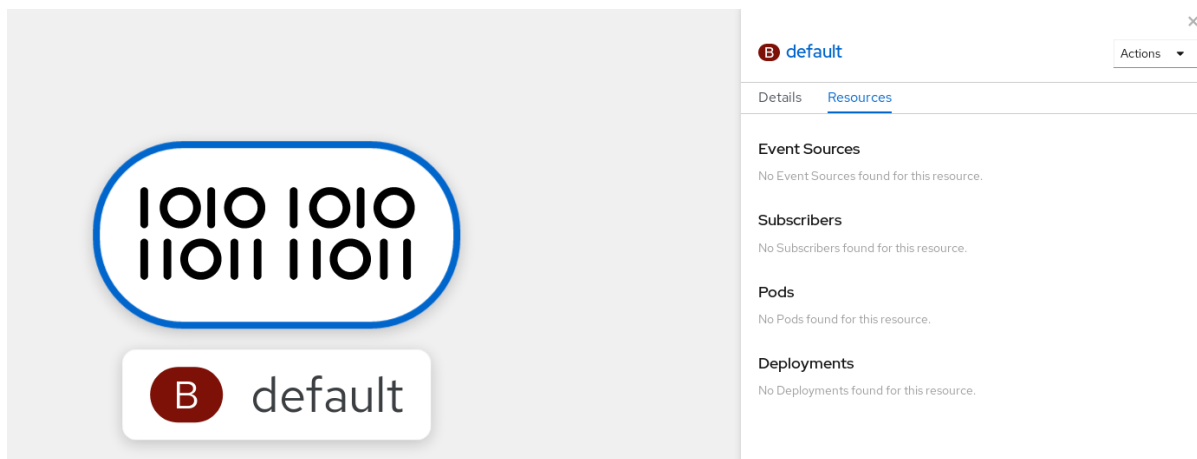 1010 1010
11011 11011
B default
B default
Actions
Details Resources
Event Sources
No Event Sources found for this resource.
Subscribers
No Subscribers found for this resource.
Pods
No Pods found for this resource.
Deployments
No Deployments found for this resource.